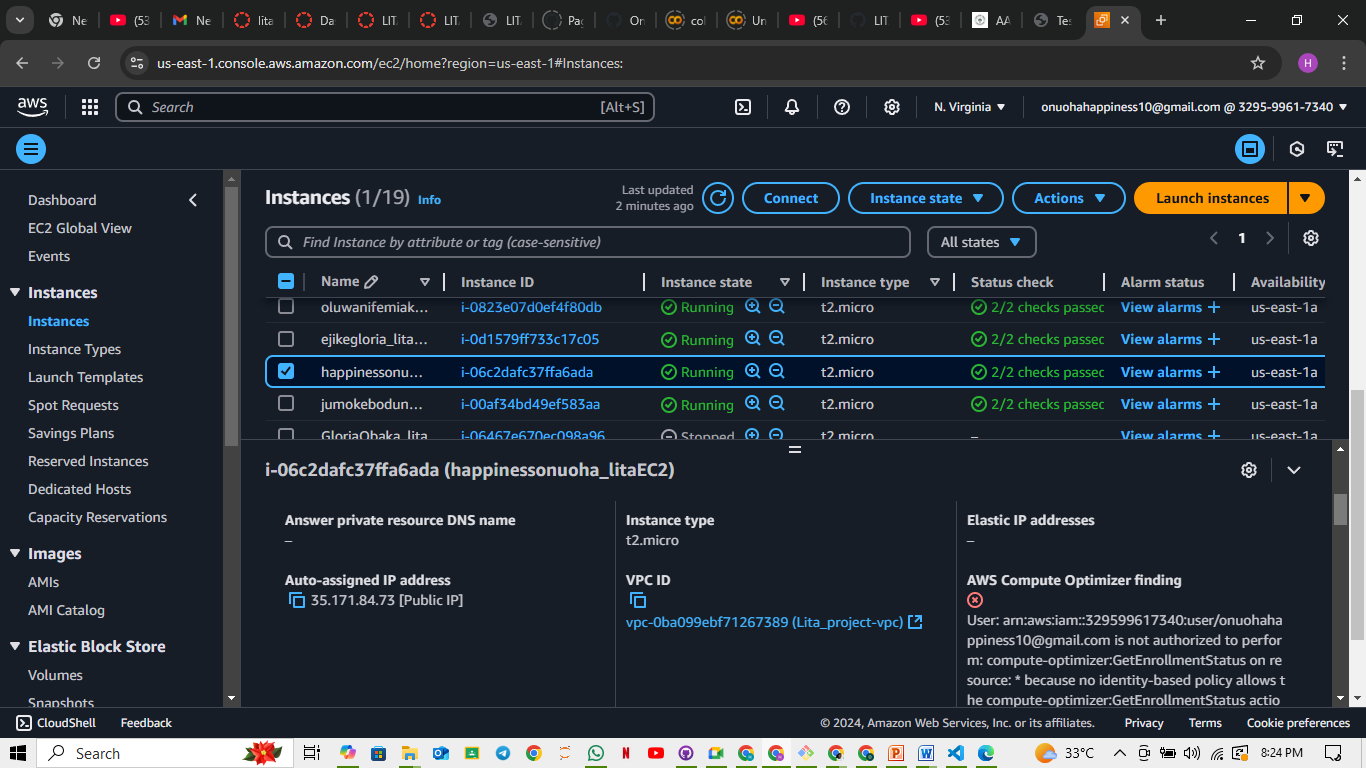 Ne
(53
Ne
lita
Da
LIT
LIT
LIT
Pa
On
col
Un
(56
LIT
(53
AA
Tes
us-east-1.console.aws.amazon.com/ec2/home?region=us-east-1#Instances:
H
aws
Search
[Alt+S]
N. Virginia
onuohahappiness10@gmail.com @ 3295-9961-7340
Dashboard
EC2 Global View
Events
Instances
Instances
Instance Types
Launch Templates
Spot Requests
Savings Plans
Reserved Instances
Dedicated Hosts
Capacity Reservations
Images
AMIs
AMI Catalog
Elastic Block Store
Volumes
Snapshots
Instances (1/19) Info
Last updated
2 minutes ago
Connect
Instance state
Actions
Launch instances
Find Instance by attribute or tag (case-sensitive)
All states
1
Name Instance ID Instance state Instance type Status check Alarm status Availability
oluwanifemiak... i-0823e07d0ef4f80db Running t2.micro 2/2 checks passec View alarms + us-east-1a
ejikegloria_lita... i-0d1579ff733c17c05 Running t2.micro 2/2 checks passec View alarms + us-east-1a
happinessonu... i-06c2dafc37ffa6ada Running t2.micro 2/2 checks passec View alarms + us-east-1a
jumokebodun... i-00af34bd49ef583aa Running t2.micro 2/2 checks passec View alarms + us-east-1a
GloriaObaka_lita i-06467e670ec098a96 Stopped t2.micro – View alarms + us-east-1a
i-06c2dafc37ffa6ada (happinessonuoha_litaEC2)
Answer private resource DNS name
–
Auto-assigned IP address
35.171.84.73 [Public IP]
Instance type
t2.micro
VPC ID
vpc-0ba099ebf71267389 (Lita_project-vpc)
Elastic IP addresses
–
AWS Compute Optimizer finding
User: arn:aws:iam::329599617340:user/onuohaha
ppiness10@gmail.com is not authorized to perfor
m: compute-optimizer:GetEnrollmentStatus on re
source: * because no identity-based policy allows t
he compute-optimizer:GetEnrollmentStatus actio
CloudShell
Feedback
© 2024, Amazon Web Services, Inc. or its affiliates.
Privacy
Terms
Cookie preferences
Search
33°C
8:24 PM